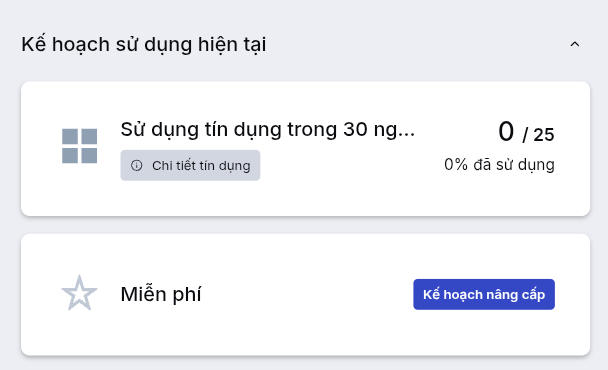 Kế hoạch sử dụng hiện tại
Sử dụng tín dụng trong 30 ng...
Chi tiết tín dụng
0 / 25
0% đã sử dụng
Miễn phí
Kế hoạch nâng cấp